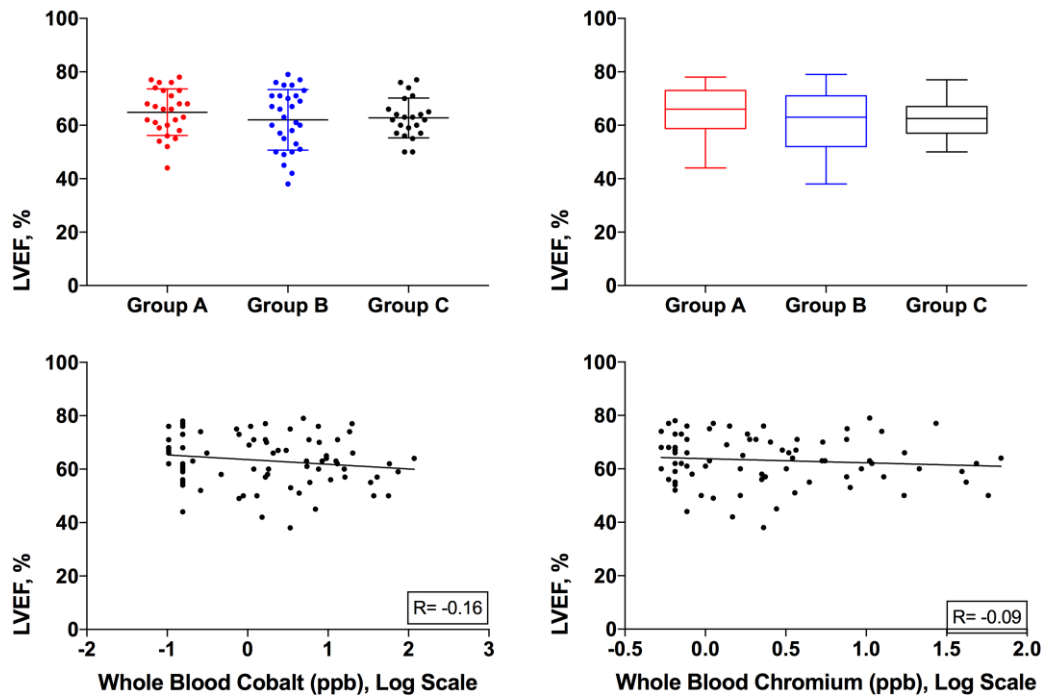 100
80
60
40
20
0
LVEF, %
Group A
Group B
Group C
100
80
60
40
20
0
LVEF, %
Group A
Group B
Group C
100
80
60
40
20
0
LVEF, %
R= -0.16
-2
-1
0
1
2
3
Whole Blood Cobalt (ppb), Log Scale
100
80
60
40
20
0
LVEF, %
R= -0.09
-0.5
0.0
0.5
1.0
1.5
2.0
Whole Blood Chromium (ppb), Log Scale